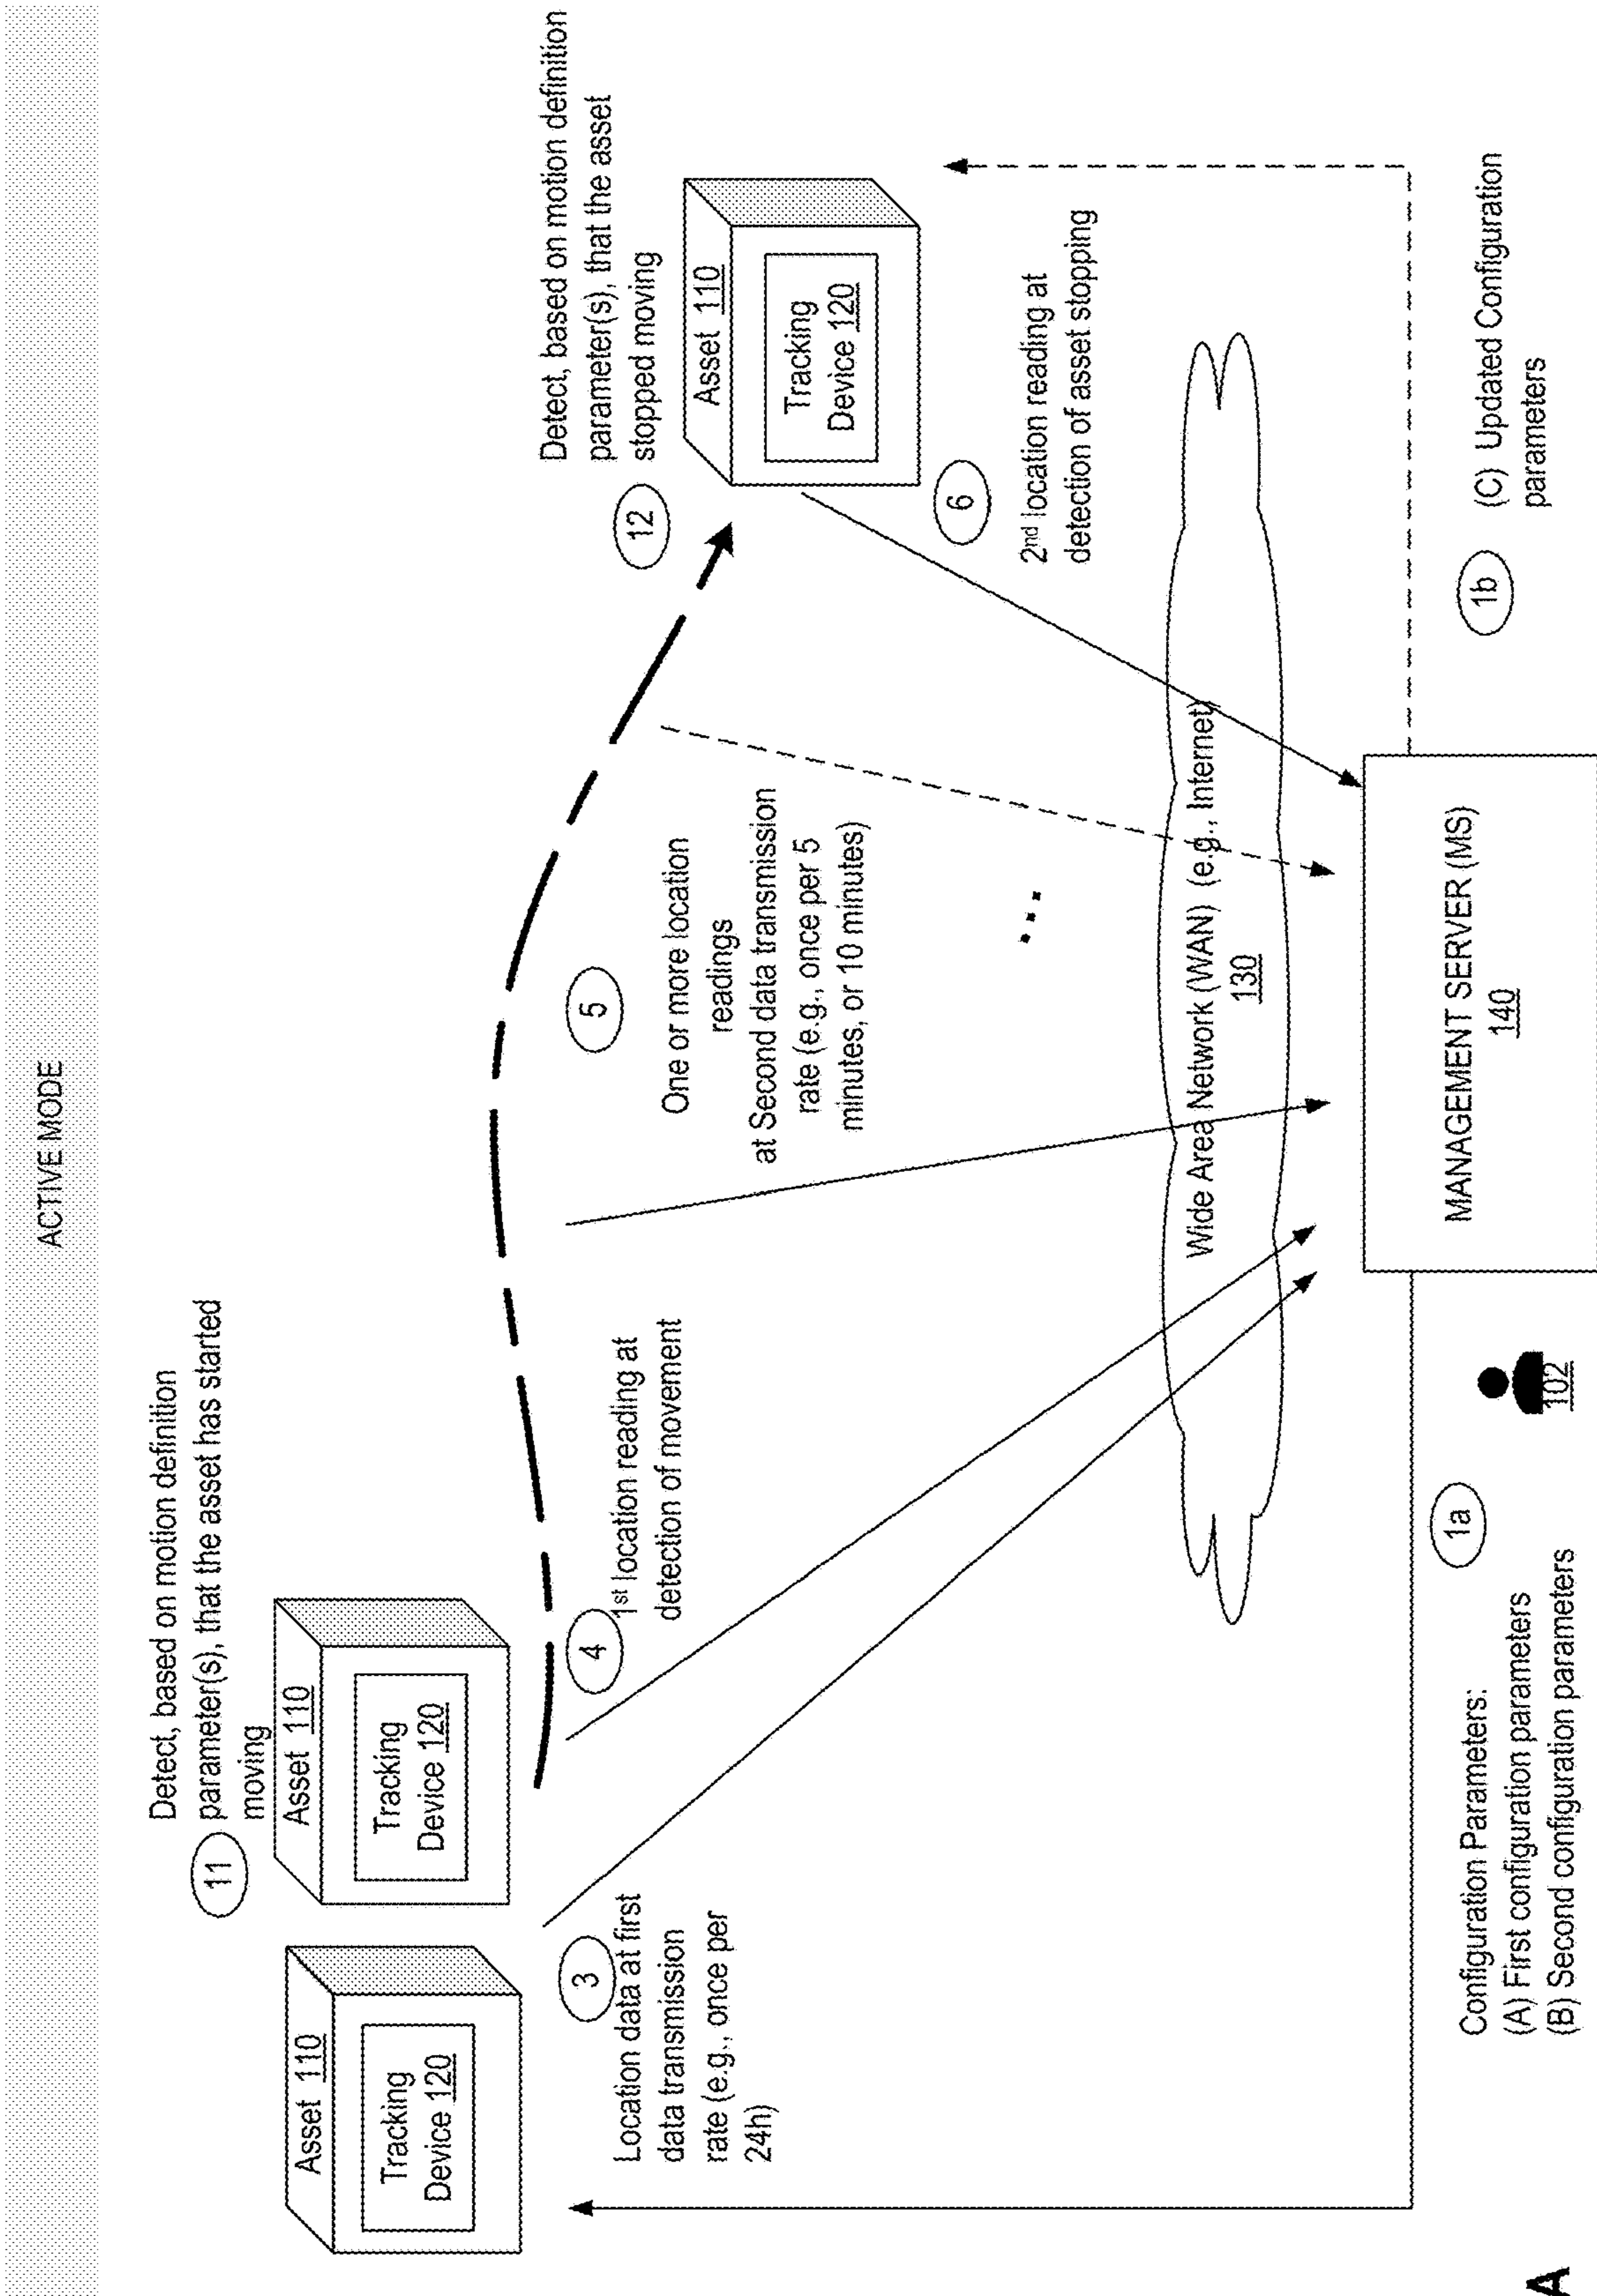 ACTIVE MODE
Detect, based on motion definition
parameter(s), that the asset has started
moving
11
Asset 110
Tracking
Device 120
Asset 110
Tracking
Device 120
Detect, based on motion definition
parameter(s), that the asset
stopped moving
12
Asset 110
Tracking
Device 120
3
Location data at first
data transmission
rate (e.g., once per
24h)
4
1st location reading at
detection of movement
5
One or more location
readings
at Second data transmission
rate (e.g., once per 5
minutes, or 10 minutes)
...
6
2nd location reading at
detection of asset stopping
Wide Area Network (WAN) (e.g., Internet)
130
MANAGEMENT SERVER (MS)
140
1a
102
Configuration Parameters:
(A) First configuration parameters
(B) Second configuration parameters
1b
(C) Updated Configuration
parameters
A